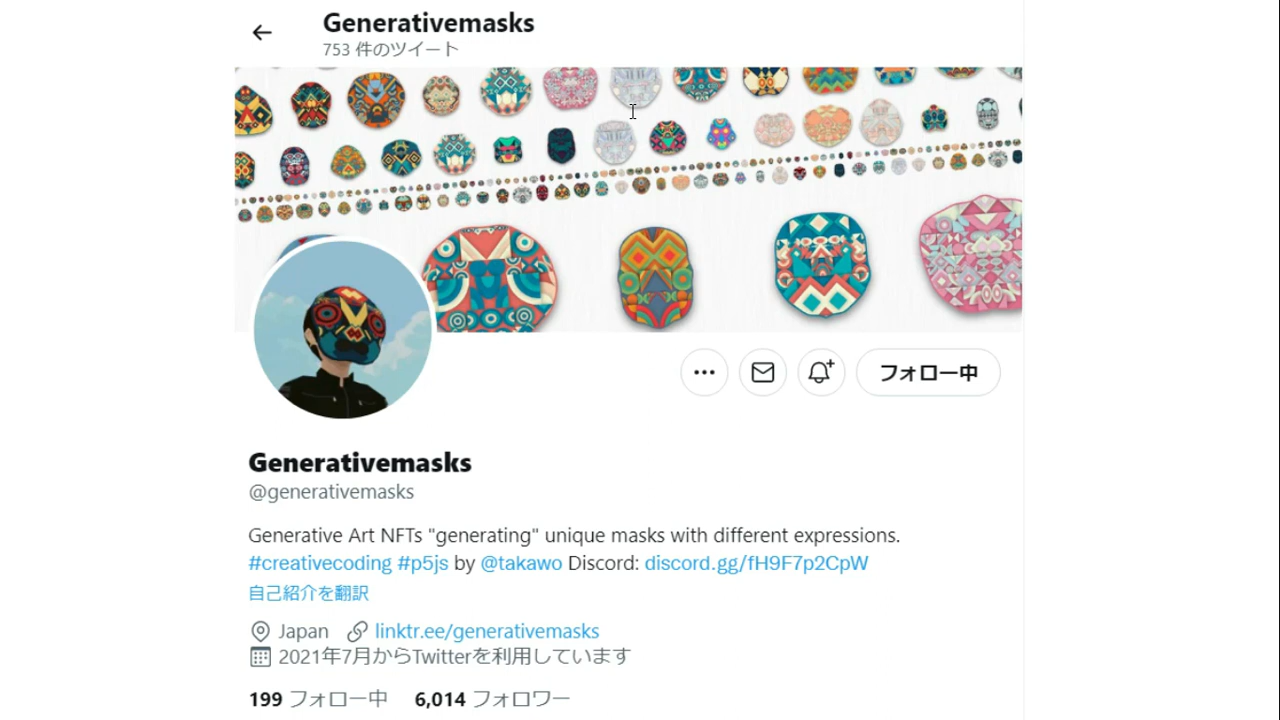 Generativemasks
753 件のツイート
フォロー中
Generativemasks
@generativemasks
Generative Art NFTs "generating" unique masks with different expressions.
#creativecoding #p5js by @takawo Discord: discord.gg/fH9F7p2CpW
自己紹介を翻訳
Japan linktr.ee/generativemasks
2021年7月からTwitterを利用しています
199 フォロー中 6,014 フォロワー